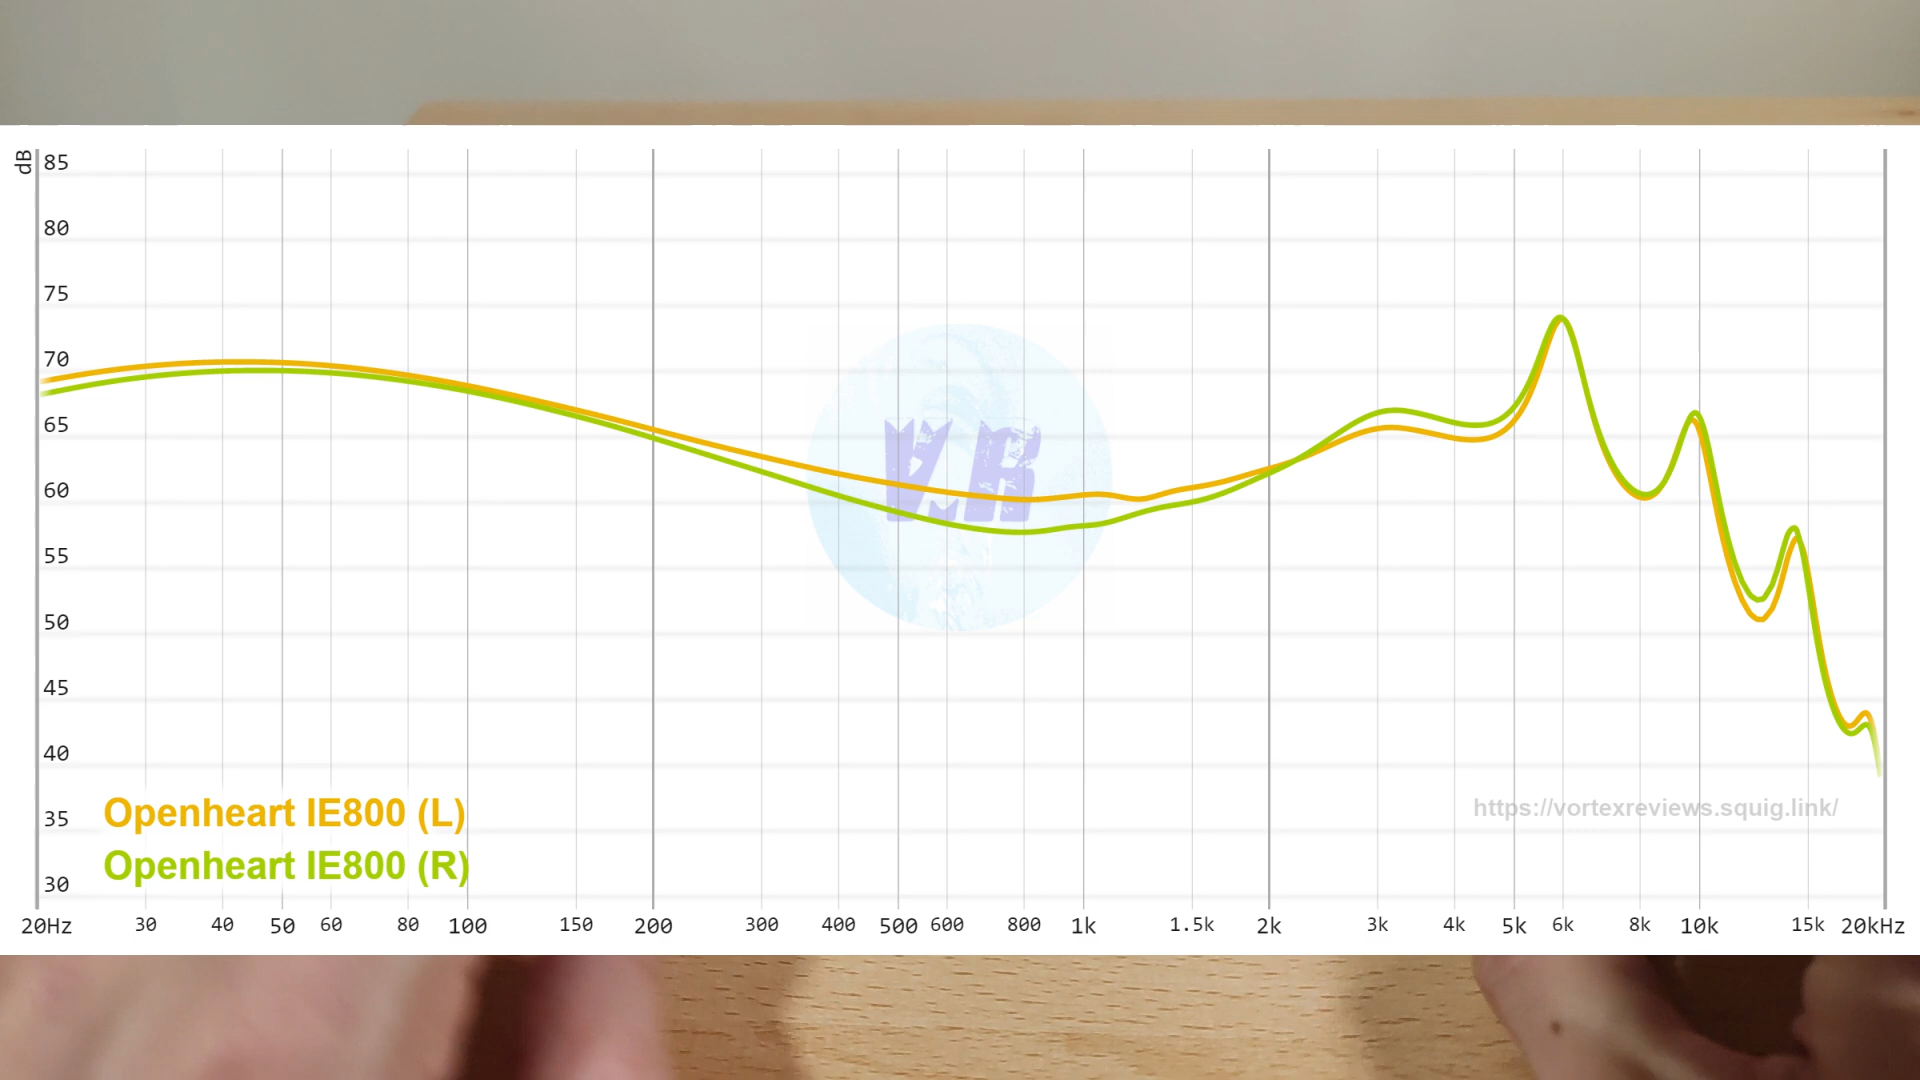 dB
85
80
75
70
65
60
55
50
45
40
35
30
V.R
Openheart IE800 (L)
Openheart IE800 (R)
https://vortexreviews.squig.link/
20Hz 30 40 50 60 80 100 150 200 300 400 500 600 800 1k 1.5k 2k 3k 4k 5k 6k 8k 10k 15k 20kHz